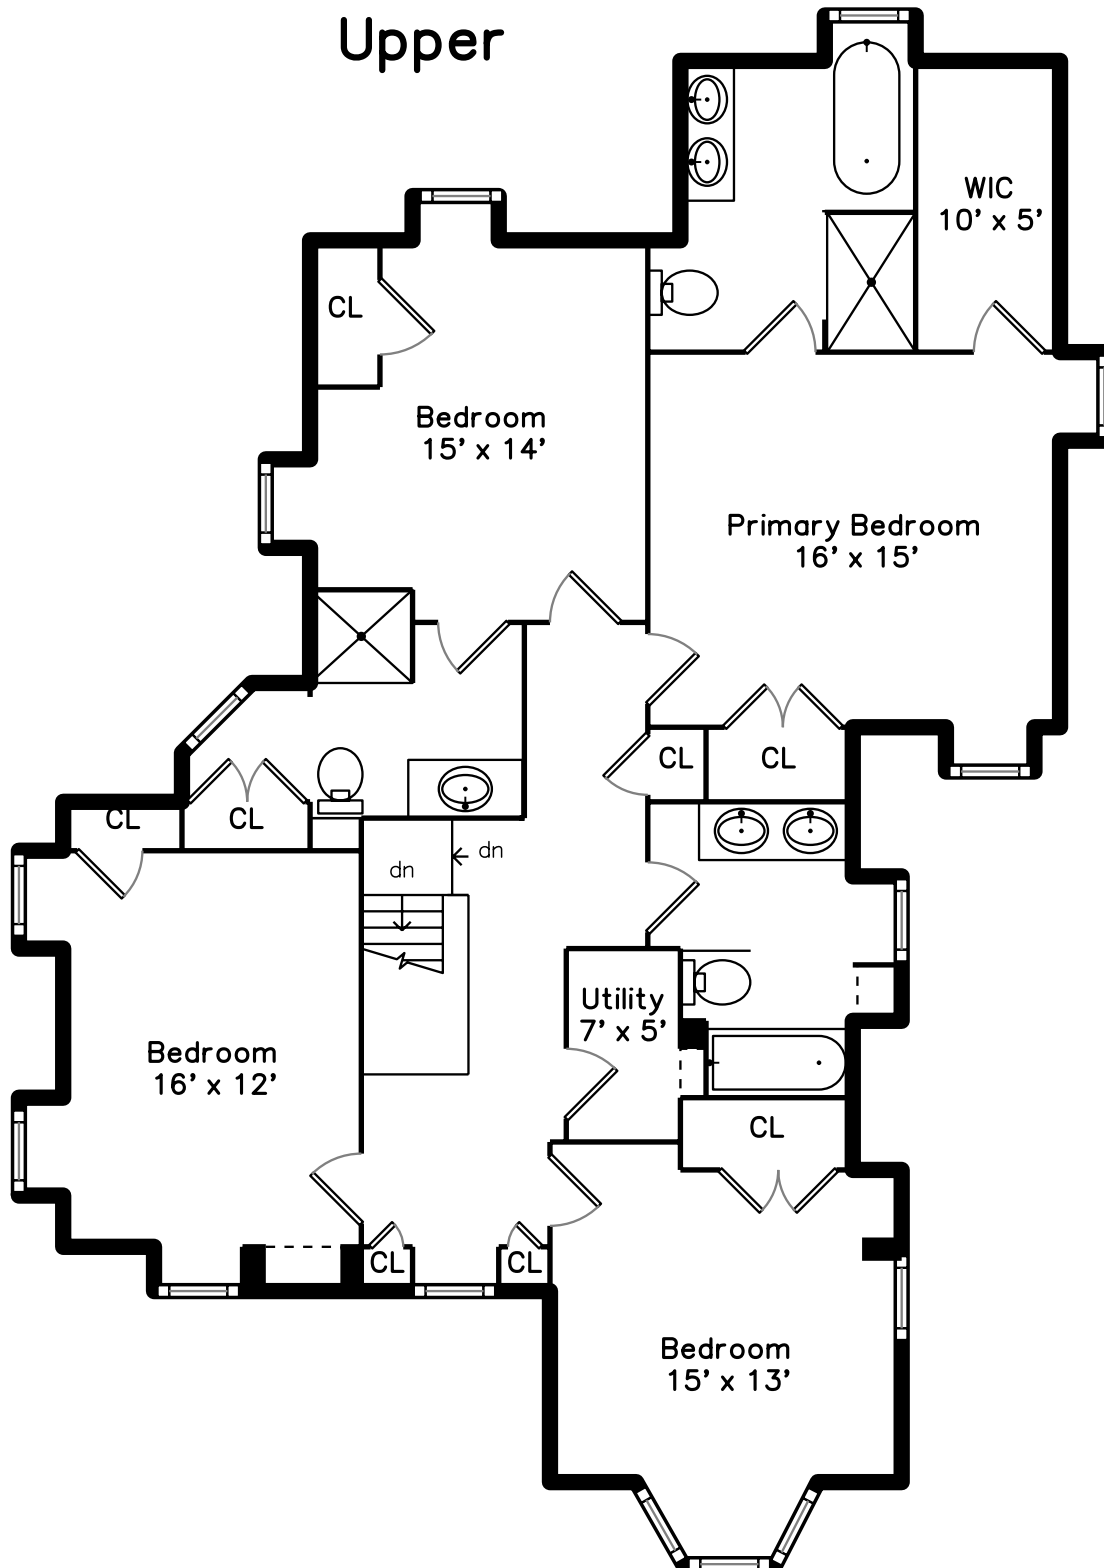 Upper
WIC
10' x 5'
CL
Bedroom
15' x 14'
Primary Bedroom
16' x 15'
CL
CL
CL
CL
dn
dn
Utility
7' x 5'
Bedroom
16' x 12'
CL
CL
CL
Bedroom
15' x 13'